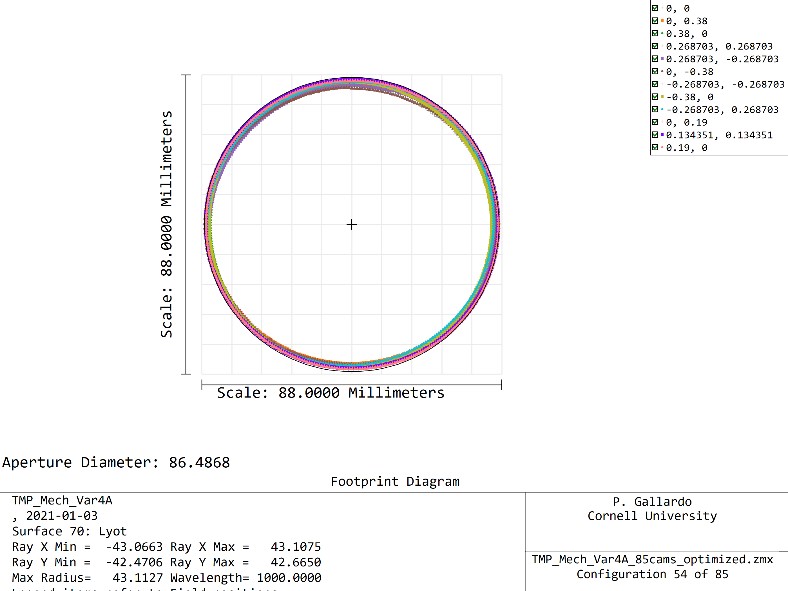 0, 0
0, 0.38
0.38, 0
0.268703, 0.268703
0.268703, -0.268703
0, -0.38
-0.268703, -0.268703
-0.38, 0
-0.268703, 0.268703
0, 0.19
0.134351, 0.134351
0.19, 0
Scale: 88.0000 Millimeters
Scale: 88.0000 Millimeters
Aperture Diameter: 86.4868
Footprint Diagram
TMP_Mech_Var4A
, 2021-01-03
Surface 70: Lyot
Ray X Min = -43.0663 Ray X Max = 43.1075
Ray Y Min = -42.4706 Ray Y Max = 42.6650
Max Radius= 43.1127 Wavelength= 1000.0000
P. Gallardo
Cornell University
TMP_Mech_Var4A_85cams_optimized.zmx
Configuration 54 of 85